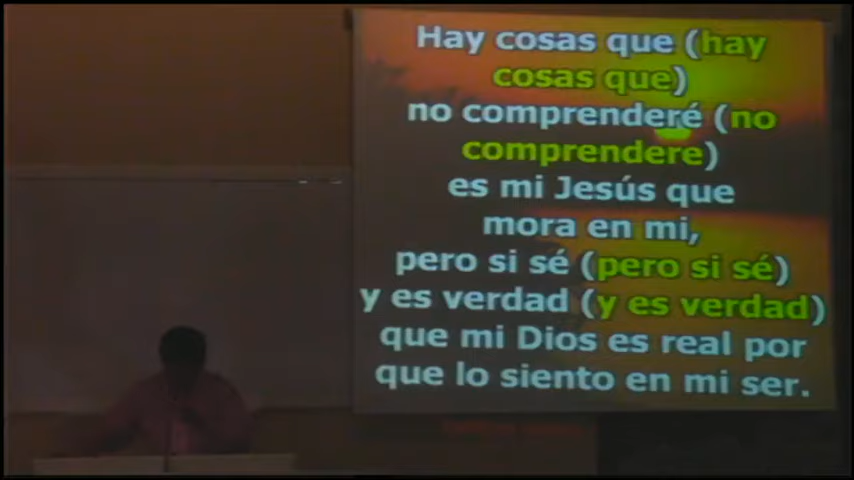 Hay cosas que (hay
cosas que)
no comprenderé (no
comprendere)
es mi Jesús que
mora en mi,
pero si sé (pero si sé)
y es verdad (y es verdad)
que mi Dios es real por
que lo siento en mi ser.